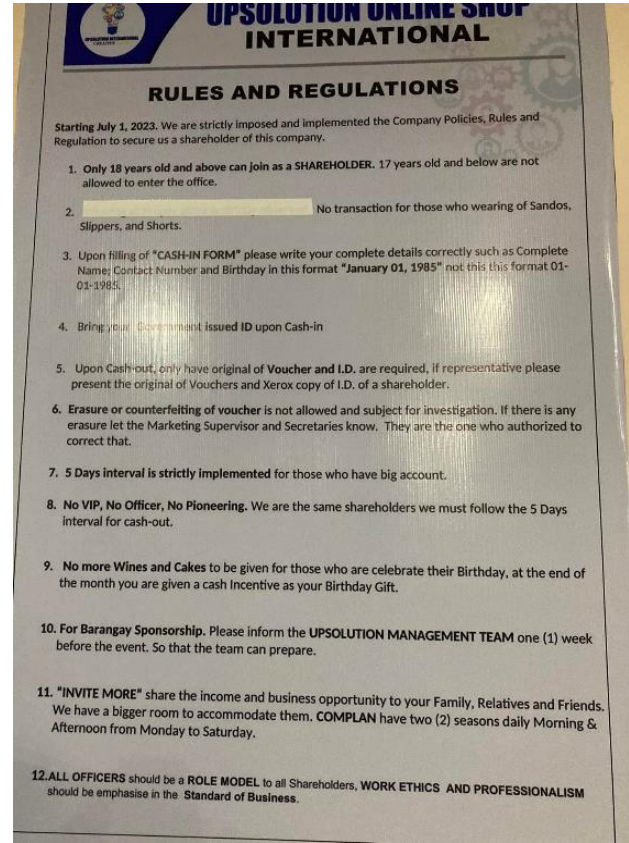 UPSOLUTION ONLINE SHOP
INTERNATIONAL
RULES AND REGULATIONS
Starting July 1, 2023. We are strictly imposed and implemented the Company Policies, Rules and
Regulation to secure us a shareholder of this company.
1. Only 18 years old and above can join as a SHAREHOLDER. 17 years old and below are not
allowed to enter the office.
2. No transaction for those who wearing of Sandos,
Slippers, and Shorts.
3. Upon filling of "CASH-IN FORM" please write your complete details correctly such as Complete
Name; Contact Number and Birthday in this format "January 01, 1985" not this this format 01-
01-1985.
4. Bring your Government issued ID upon Cash-in
5. Upon Cash-out, only have original of Voucher and I.D. are required, if representative please
present the original of Vouchers and Xerox copy of I.D. of a shareholder.
6. Erasure or counterfeiting of voucher is not allowed and subject for investigation. If there is any
erasure let the Marketing Supervisor and Secretaries know. They are the one who authorized to
correct that.
7. 5 Days interval is strictly implemented for those who have big account.
8. No VIP, No Officer, No Pioneering. We are the same shareholders we must follow the 5 Days
interval for cash-out.
9. No more Wines and Cakes to be given for those who are celebrate their Birthday, at the end of
the month you are given a cash Incentive as your Birthday Gift.
10. For Barangay Sponsorship. Please inform the UPSOLUTION MANAGEMENT TEAM one (1) week
before the event. So that the team can prepare.
11. "INVITE MORE" share the income and business opportunity to your Family, Relatives and Friends.
We have a bigger room to accommodate them. COMPLAN have two (2) seasons daily Morning &
Afternoon from Monday to Saturday.
12.ALL OFFICERS should be a ROLE MODEL to all Shareholders, WORK ETHICS AND PROFESSIONALISM
should be emphasise in the Standard of Business.